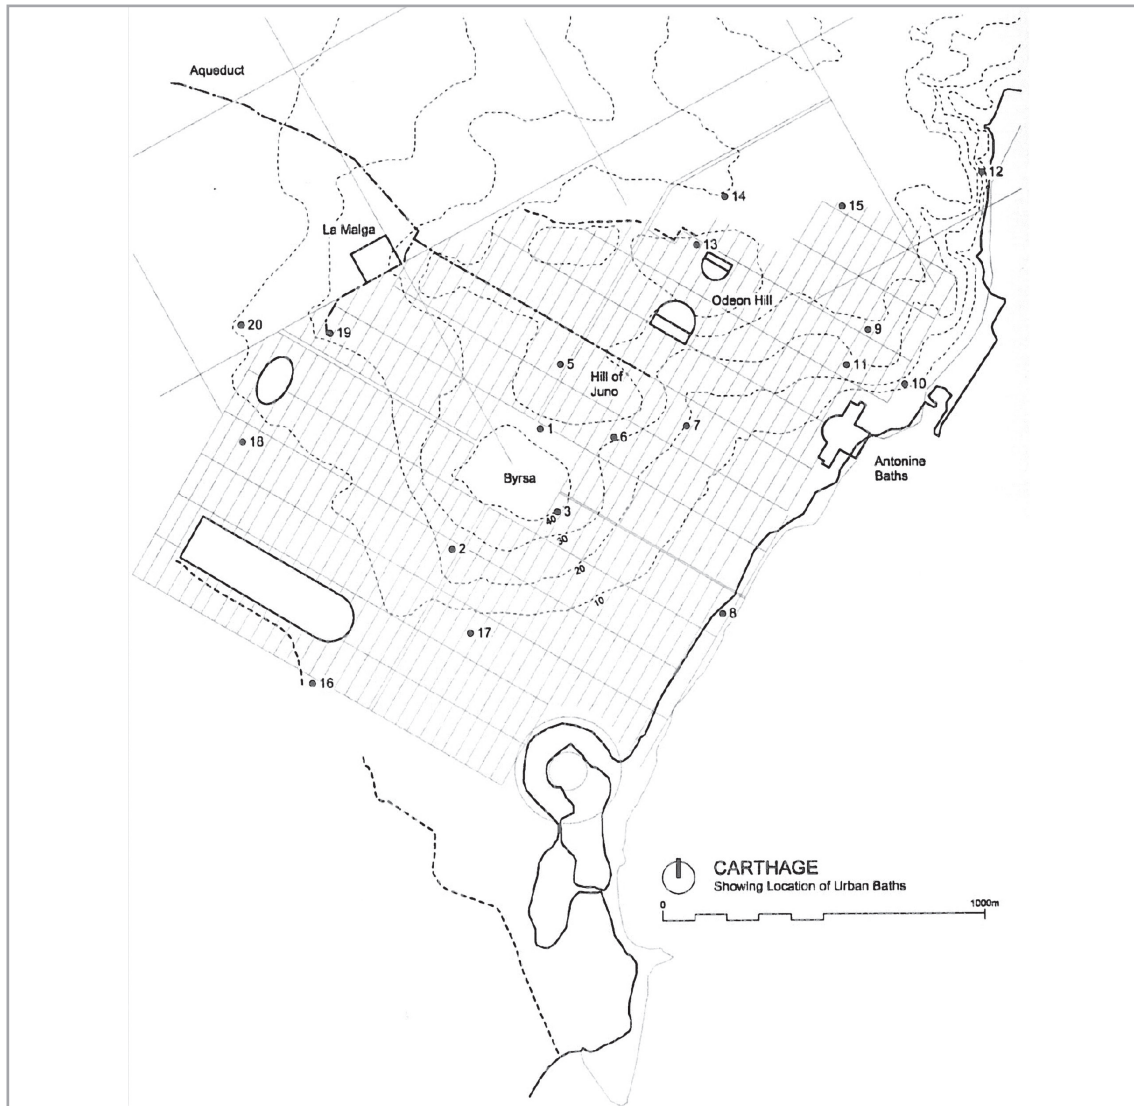 Aqueduct
12
14
15
La Malga
13
Odeon Hill
20
19
9
5
11
Hill of
Juno
10
1
6
7
18
Antonine
Baths
Byrsa
3
40
30
2
20
10
8
17
16
CARTHAGE
Showing Location of Urban Baths
0
1000m